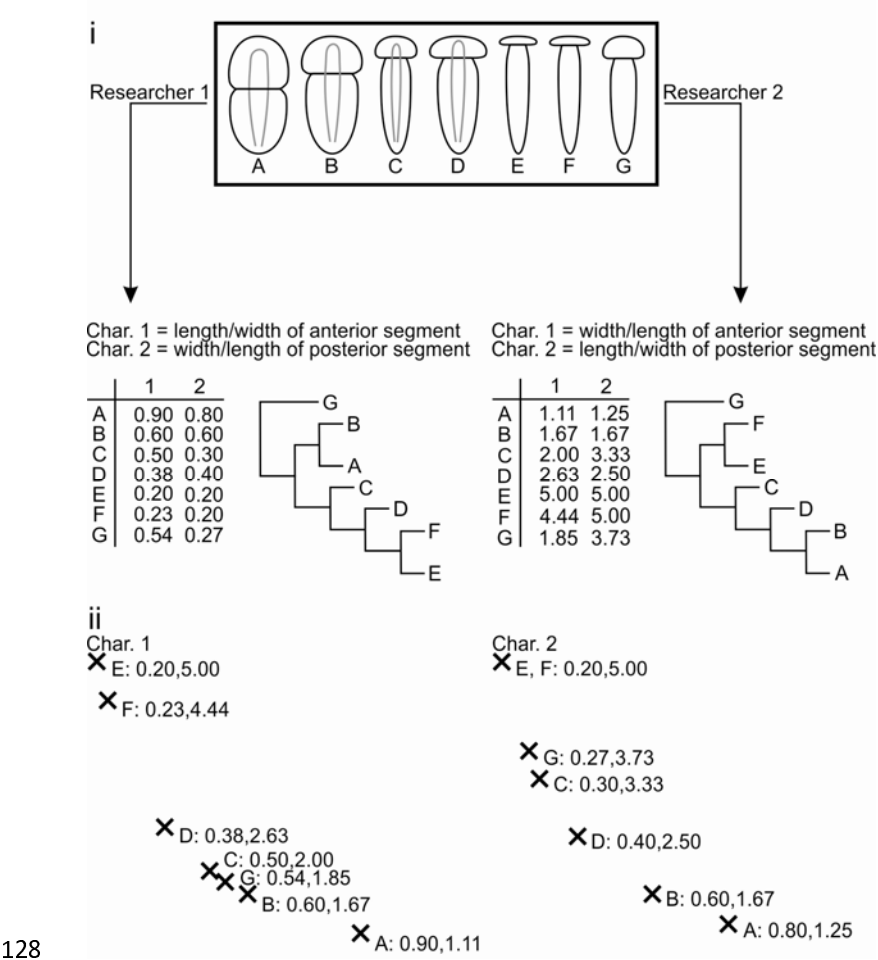 i
Researcher 1
Researcher 2
A B C D E F G
Char. 1 = length/width of anterior segment
Char. 2 = width/length of posterior segment
1 2
A 0.90 0.80
B 0.60 0.60
C 0.50 0.30
D 0.38 0.40
E 0.20 0.20
F 0.23 0.20
G 0.54 0.27
G
B
A
C
D
F
E
Char. 1 = width/length of anterior segment
Char. 2 = length/width of posterior segment
1 2
A 1.11 1.25
B 1.67 1.67
C 2.00 3.33
D 2.63 2.50
E 5.00 5.00
F 4.44 5.00
G 1.85 3.73
G
F
E
C
D
B
A
ii
Char. 1
E: 0.20,5.00
F: 0.23,4.44
D: 0.38,2.63
C: 0.50,2.00
G: 0.54,1.85
B: 0.60,1.67
A: 0.90,1.11
Char. 2
E, F: 0.20,5.00
G: 0.27,3.73
C: 0.30,3.33
D: 0.40,2.50
B: 0.60,1.67
A: 0.80,1.25
128